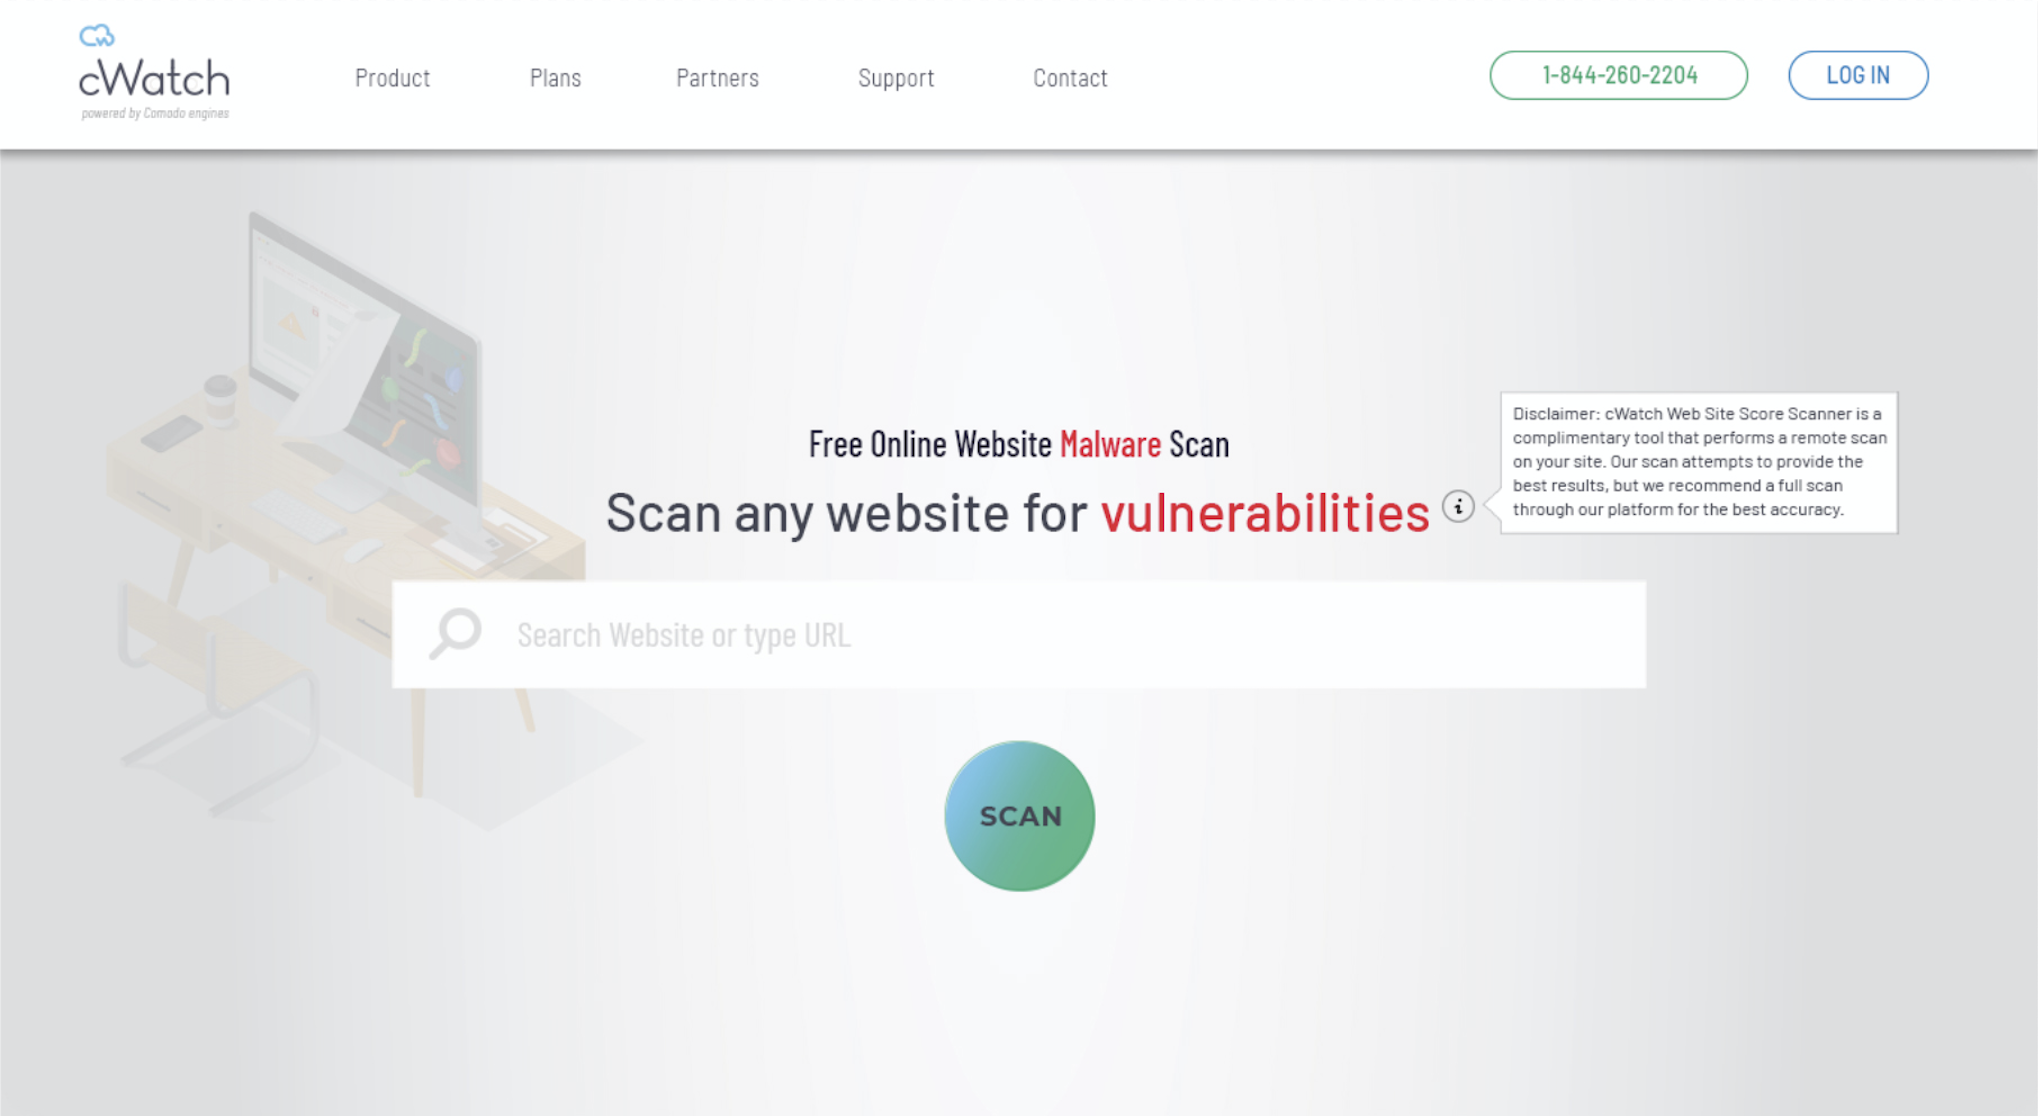 cWatch
powered by Comodo engines
Product
Plans
Partners
Support
Contact
1-844-260-2204
LOG IN
Free Online Website Malware Scan
Scan any website for vulnerabilities
i
Disclaimer: cWatch Web Site Score Scanner is a
complimentary tool that performs a remote scan
on your site. Our scan attempts to provide the
best results, but we recommend a full scan
through our platform for the best accuracy.
Search Website or type URL
SCAN